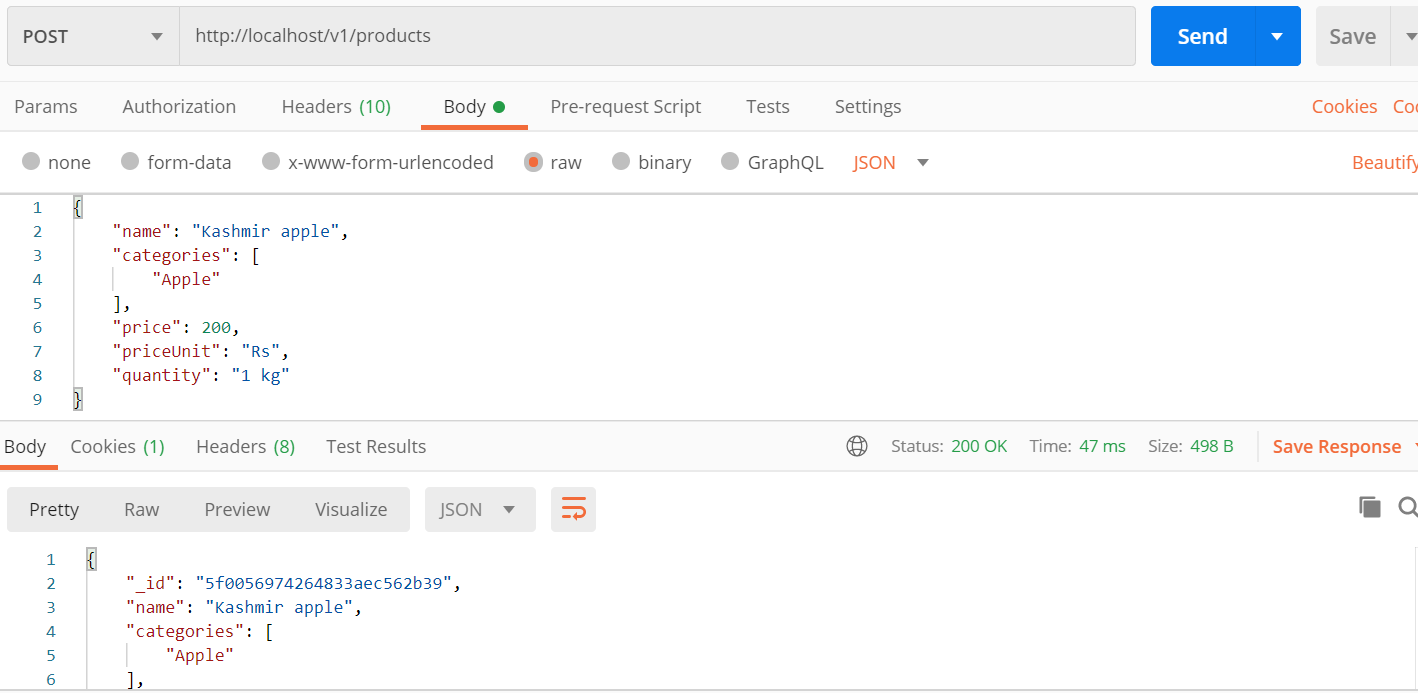 POST http://localhost/v1/products Send Save
Params Authorization Headers (10) Body Pre-request Script Tests Settings Cookies Coo
none form-data x-www-form-urlencoded raw binary GraphQL JSON Beautify
1 {
2 "name": "Kashmir apple",
3 "categories": [
4 "Apple"
5 ],
6 "price": 200,
7 "priceUnit": "Rs",
8 "quantity": "1 kg"
9 }
Body Cookies (1) Headers (8) Test Results Status: 200 OK Time: 47 ms Size: 498 B Save Response
Pretty Raw Preview Visualize JSON
1 {
2 "_id": "5f0056974264833aec562b39",
3 "name": "Kashmir apple",
4 "categories": [
5 "Apple"
6 ],